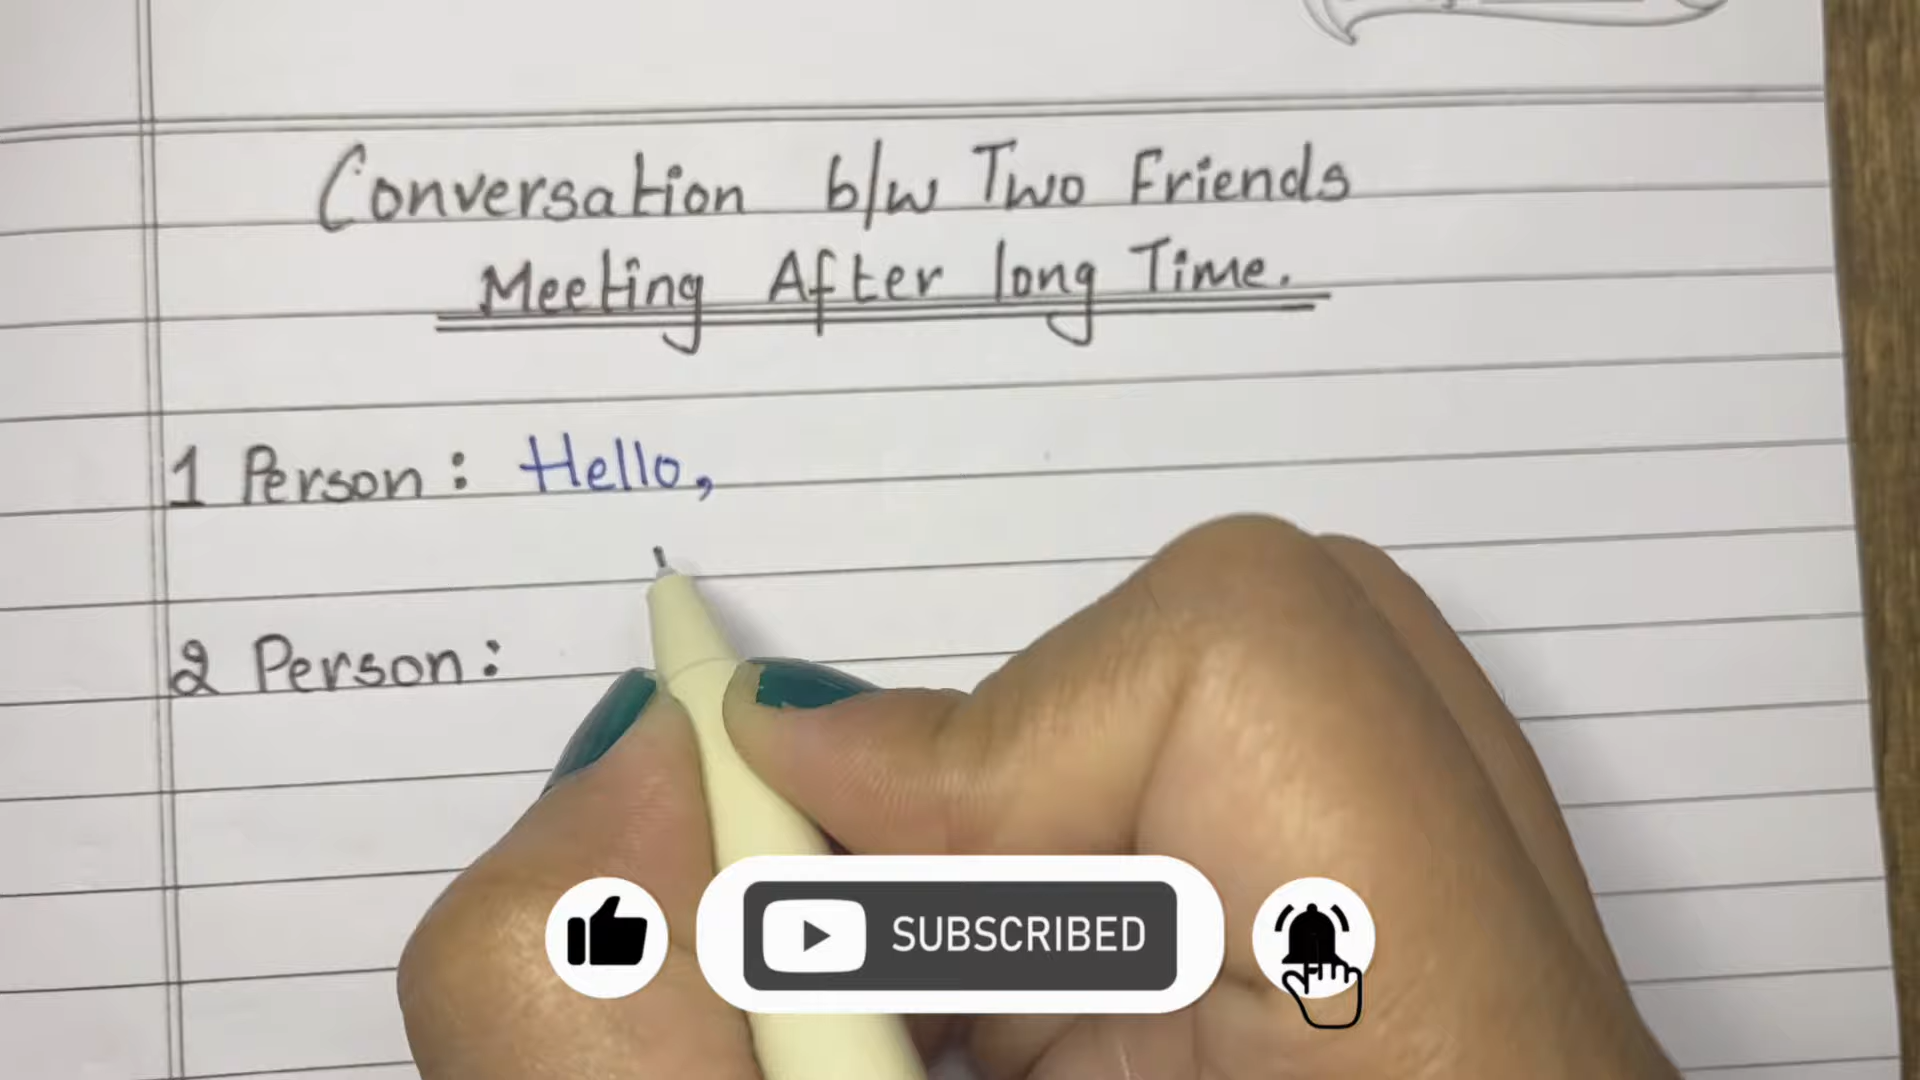 Conversation b/w Two Friends
Meeting After long Time.
1 Person: Hello,
2 Person:
SUBSCRIBED